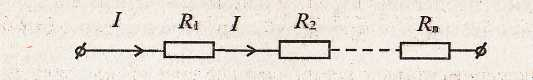 I R₁ I R₂ Rₙ